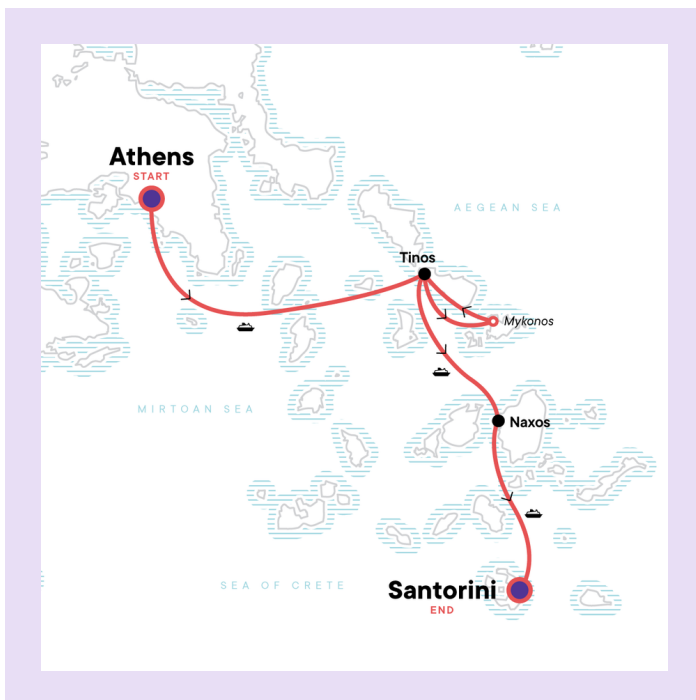 Athens
START
AEGEAN SEA
Tinos
Mykonos
MIRTOAN SEA
Naxos
SEA OF CRETE
Santorini
END